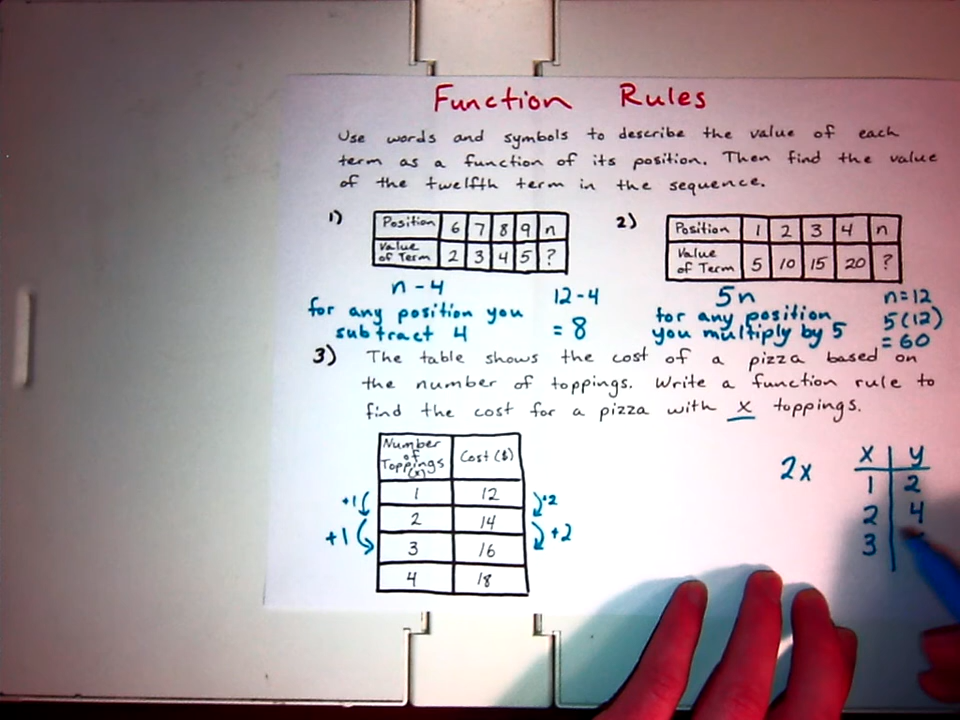 Function Rules
Use words and symbols to describe the value of each
term as a function of its position. Then find the value
of the twelfth term in the sequence.
1)
Position 6 7 8 9 n
Value of Term 2 3 4 5 ?
n - 4
for any position you
subtract 4
12-4
= 8
2)
Position 1 2 3 4 n
Value of Term 5 10 15 20 ?
5n
for any position
you multiply by 5
n=12
5(12)
= 60
3) The table shows the cost of a pizza based on
the number of toppings. Write a function rule to
find the cost for a pizza with x toppings.
Number of Toppings (x) Cost ($)
1 12
2 14
3 16
4 18
+1
+1
+2
+2
2x
x y
1 2
2 4
3